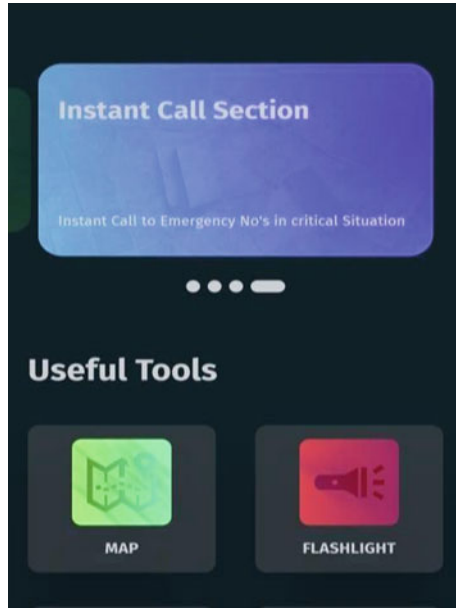 Instant Call Section
Instant Call to Emergency No's in critical Situation
Useful Tools
MAP
FLASHLIGHT